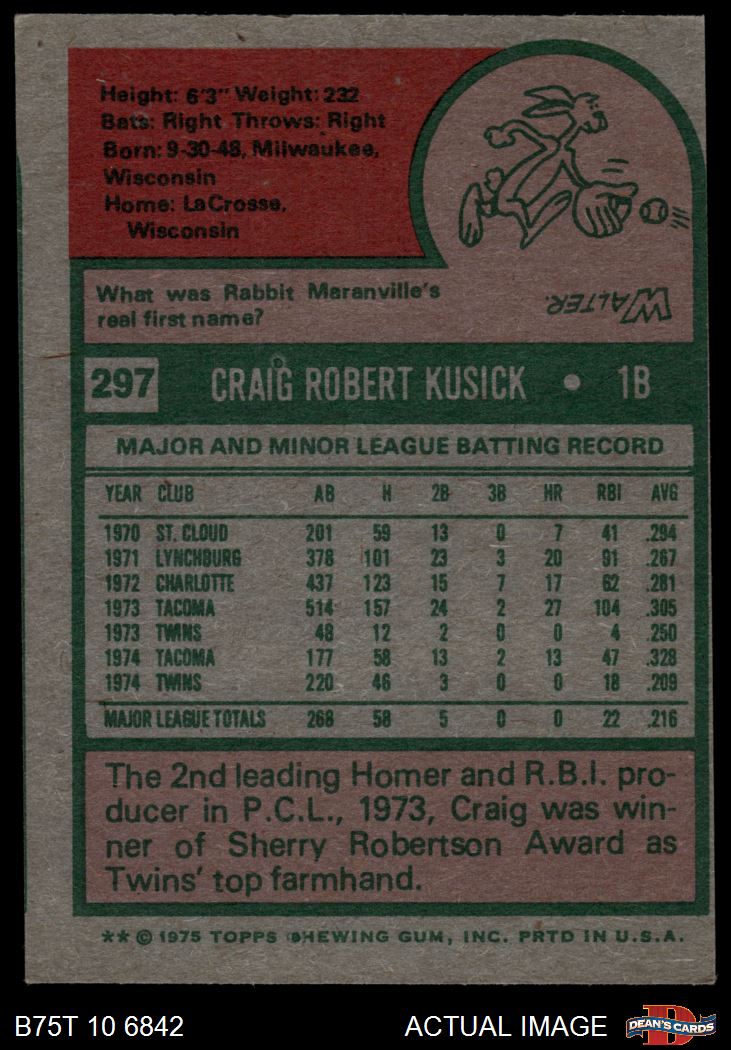 Height: 6'3" Weight: 232
Bats: Right Throws: Right
Born: 9-30-48, Milwaukee,
Wisconsin
Home: LaCrosse,
Wisconsin
What was Rabbit Maranville's
real first name?
WALTER.
297 CRAIG ROBERT KUSICK • 1B
MAJOR AND MINOR LEAGUE BATTING RECORD
YEAR CLUB AB H 2B 3B HR RBI AVG
1970 ST. CLOUD 201 59 13 0 7 41 .294
1971 LYNCHBURG 378 101 23 3 20 91 .267
1972 CHARLOTTE 437 123 15 7 17 62 .281
1973 TACOMA 514 157 24 2 27 104 .305
1973 TWINS 48 12 2 0 0 4 .250
1974 TACOMA 177 58 13 2 13 47 .328
1974 TWINS 220 46 3 0 0 18 .209
MAJOR LEAGUE TOTALS 268 58 5 0 0 22 .216
The 2nd leading Homer and R.B.I. pro-
ducer in P.C.L., 1973, Craig was win-
ner of Sherry Robertson Award as
Twins' top farmhand.
** © 1975 TOPPS CHEWING GUM, INC. PRTD IN U.S.A.
B75T 10 6842 ACTUAL IMAGE DEAN'S CARDS